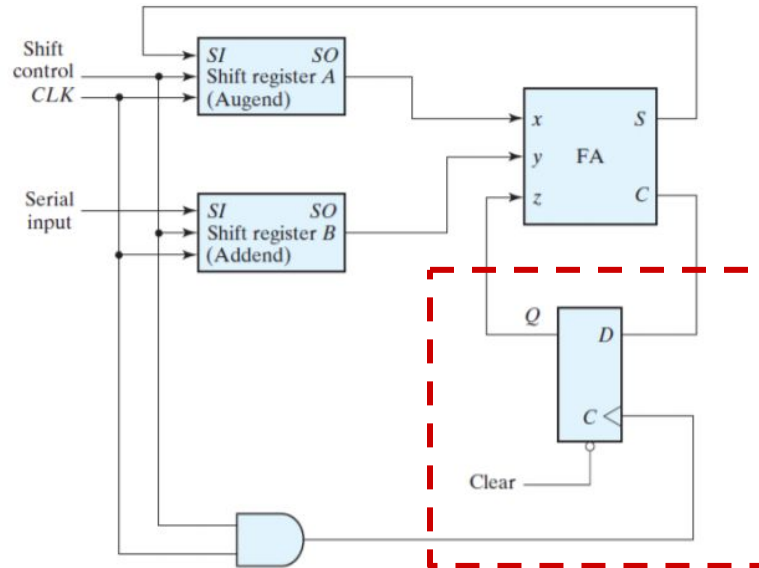 Shift
control
CLK
SI SO
Shift register A
(Augend)
Serial
input
SI SO
Shift register B
(Addend)
x S
y FA
z C
Q
D
C
Clear